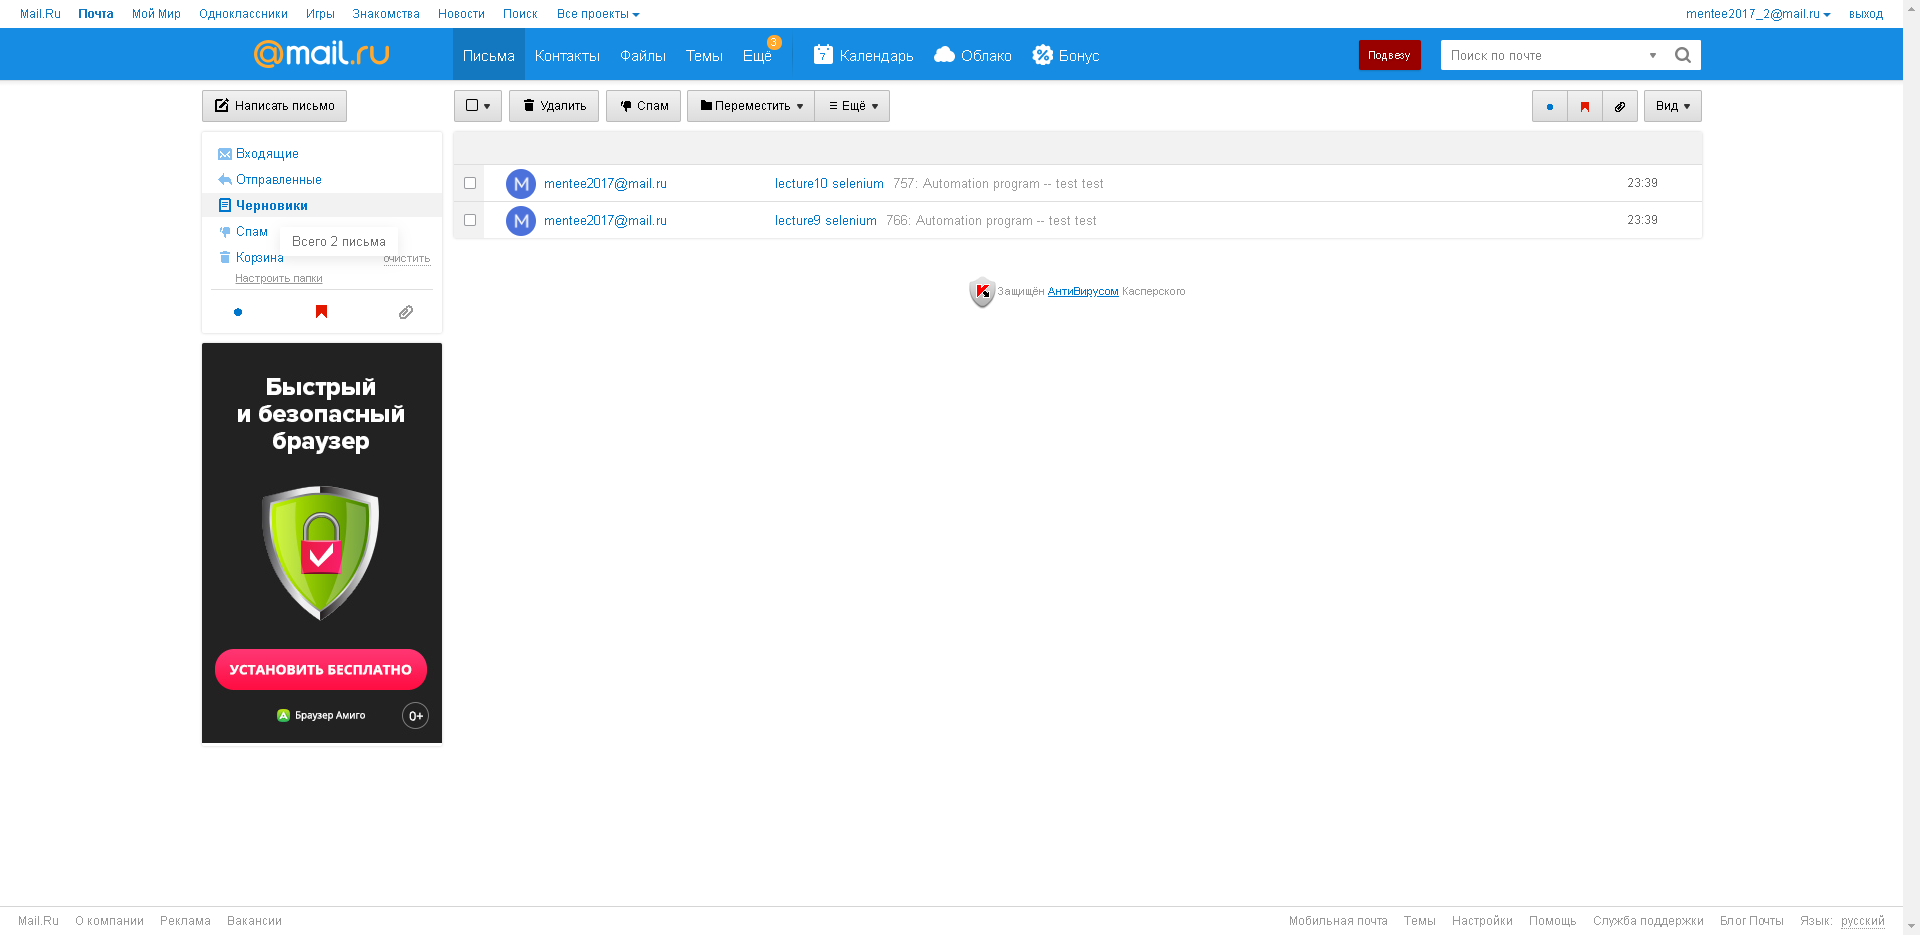 Mail.Ru Почта Мой Мир Одноклассники Игры Знакомства Новости Поиск Все проекты mentee2017_2@mail.ru выход
@mail.ru Письма Контакты Файлы Темы Ещё 3 7 Календарь Облако Бонус Подвезу Поиск по почте
Написать письмо Удалить Спам Переместить Ещё Вид
Входящие
Отправленные
Черновики
Спам
Всего 2 письма
Корзина очистить
Настроить папки
M mentee2017@mail.ru lecture10 selenium 757: Automation program -- test test 23:39
M mentee2017@mail.ru lecture9 selenium 766: Automation program -- test test 23:39
Защищён АнтиВирусом Касперского
Быстрый
и безопасный
браузер
УСТАНОВИТЬ БЕСПЛАТНО
Браузер Амиго 0+
Mail.Ru О компании Реклама Вакансии Мобильная почта Темы Настройки Помощь Служба поддержки Блог Почты Язык: русский